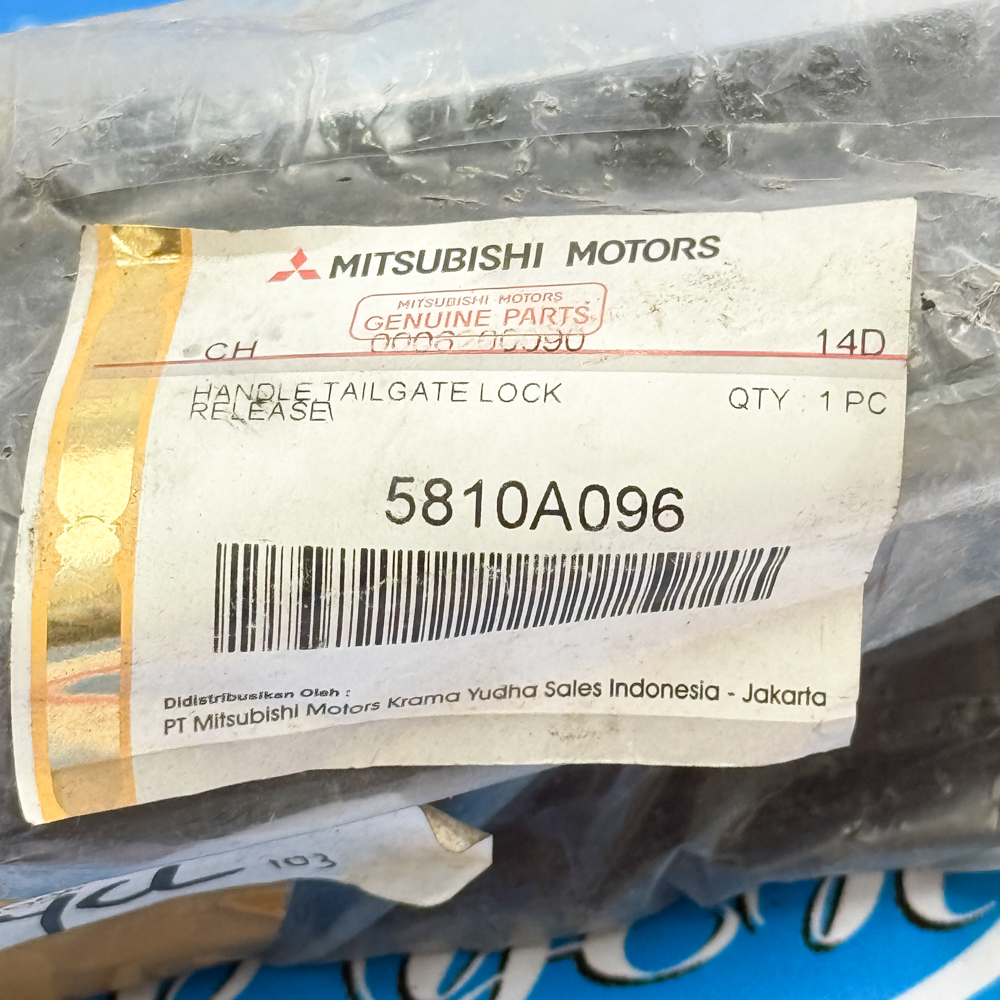 MITSUBISHI MOTORS
MITSUBISHI MOTORS
GENUINE PARTS
CH 14D
HANDLE,TAILGATE LOCK
RELEASE\
QTY : 1 PC
5810A096
Didistribusikan Oleh :
PT Mitsubishi Motors Krama Yudha Sales Indonesia - Jakarta
103